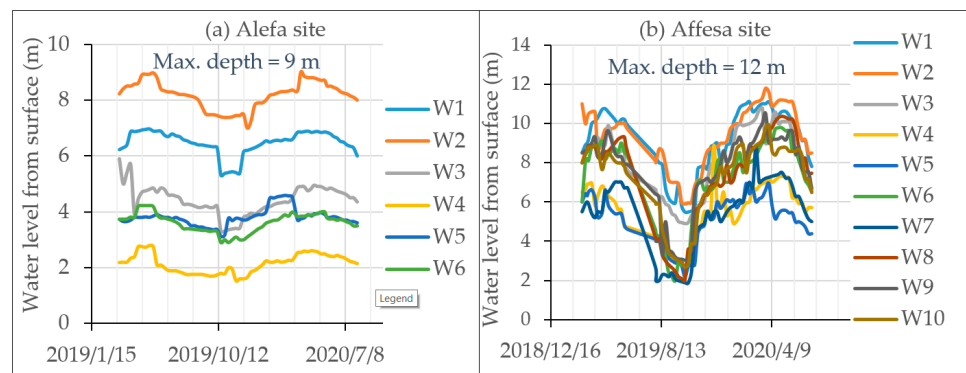 (a) Alefa site
Max. depth = 9 m
Water level from surface (m)
10
8
6
4
2
0
2019/1/15
2019/10/12
2020/7/8
W1
W2
W3
W4
W5
W6
Legend
(b) Affesa site
Max. depth = 12 m
Water level from surface (m)
14
12
10
8
6
4
2
0
2018/12/16
2019/8/13
2020/4/9
W1
W2
W3
W4
W5
W6
W7
W8
W9
W10